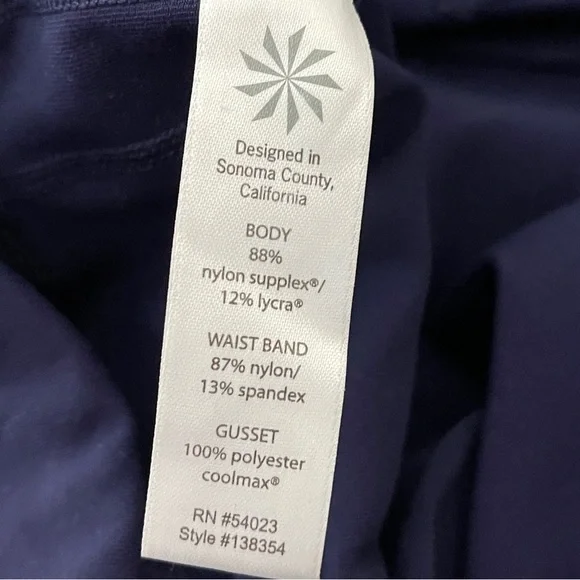 Designed in
Sonoma County,
California
BODY
88%
nylon supplex®/
12% lycra®
WAIST BAND
87% nylon/
13% spandex
GUSSET
100% polyester
coolmax®
RN #54023
Style #138354